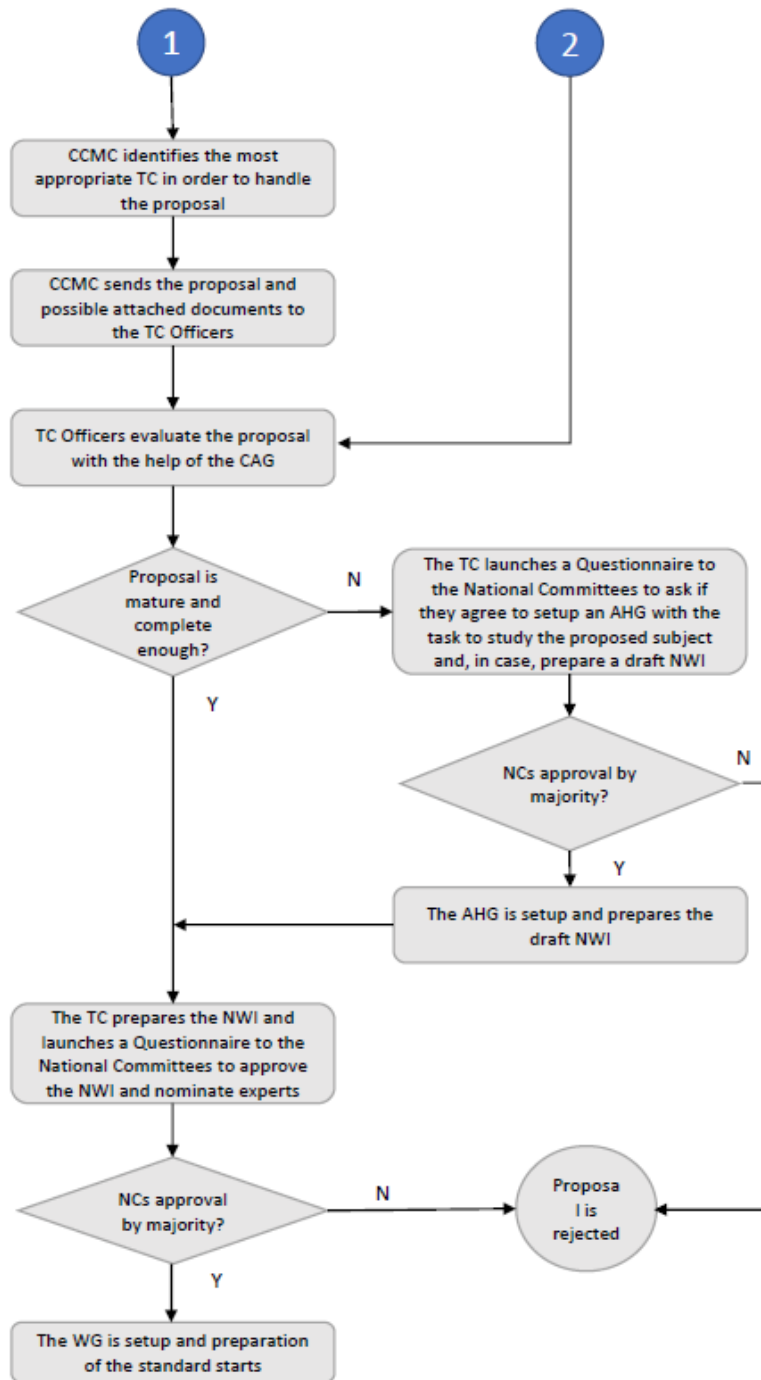 1
2
CCMC identifies the most
appropriate TC in order to handle
the proposal
CCMC sends the proposal and
possible attached documents to
the TC Officers
TC Officers evaluate the proposal
with the help of the CAG
Proposal is
mature and
complete
enough?
N
The TC launches a Questionnaire to
the National Committees to ask if
they agree to setup an AHG with the
task to study the proposed subject
and, in case, prepare a draft NWI
Y
NCs approval by
majority?
N
Y
The AHG is setup and prepares the
draft NWI
The TC prepares the NWI and
launches a Questionnaire to the
National Committees to approve
the NWI and nominate experts
NCs approval
by majority?
N
Proposa
l is
rejected
Y
The WG is setup and preparation
of the standard starts